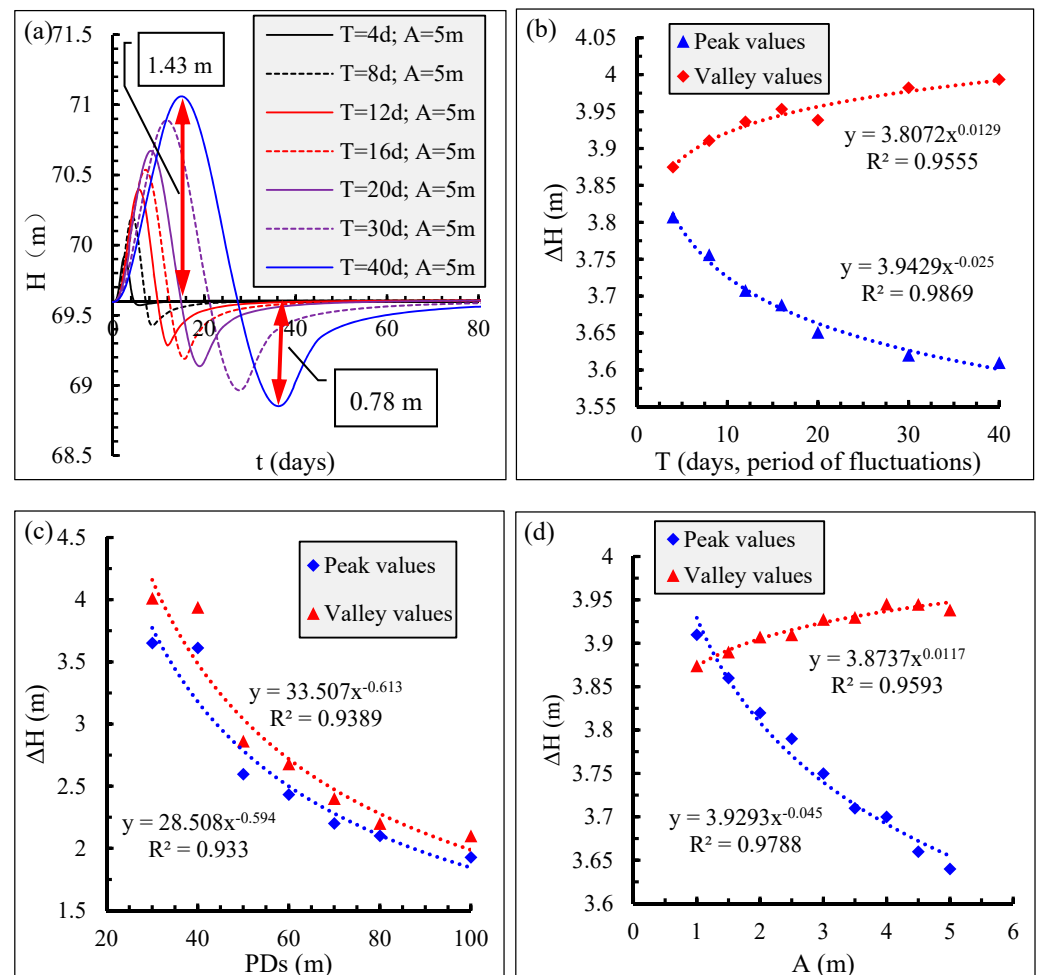 (a)
71.5
71
70.5
70
69.5
69
68.5
H (m)
0
20
40
60
80
t (days)
1.43 m
0.78 m
T=4d; A=5m
T=8d; A=5m
T=12d; A=5m
T=16d; A=5m
T=20d; A=5m
T=30d; A=5m
T=40d; A=5m
(b)
4.05
4
3.95
3.9
3.85
3.8
3.75
3.7
3.65
3.6
3.55
ΔH (m)
Peak values
Valley values
y = 3.8072x^0.0129
R² = 0.9555
y = 3.9429x^-0.025
R² = 0.9869
0
10
20
30
40
T (days, period of fluctuations)
(c)
4.5
4
3.5
3
2.5
2
1.5
ΔH (m)
Peak values
Valley values
y = 33.507x^-0.613
R² = 0.9389
y = 28.508x^-0.594
R² = 0.933
20
40
60
80
100
PDs (m)
(d)
4
3.95
3.9
3.85
3.8
3.75
3.7
3.65
3.6
ΔH (m)
Peak values
Valley values
y = 3.8737x^0.0117
R² = 0.9593
y = 3.9293x^-0.045
R² = 0.9788
0
1
2
3
4
5
6
A (m)